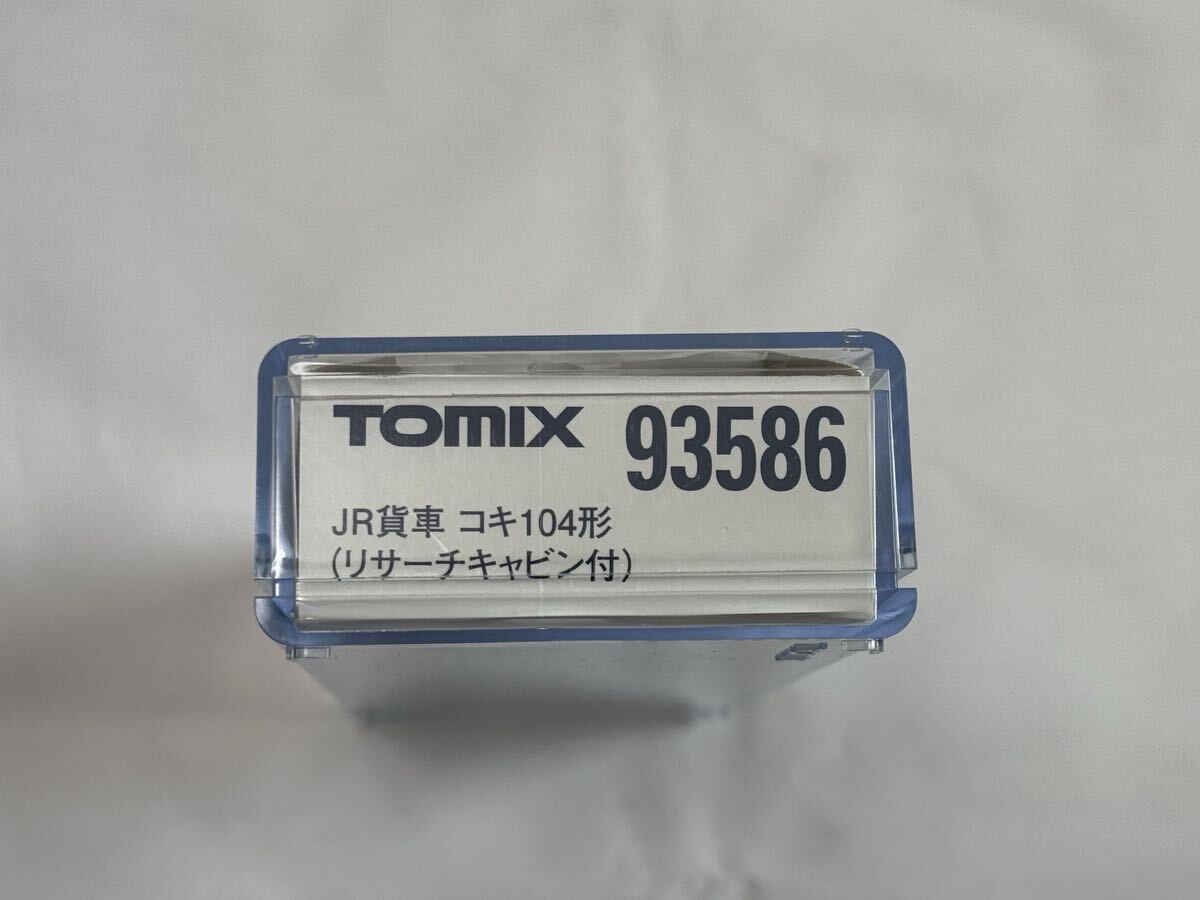 TOMIX 93586
JR貨車 コキ104形
(リサーチキャビン付)